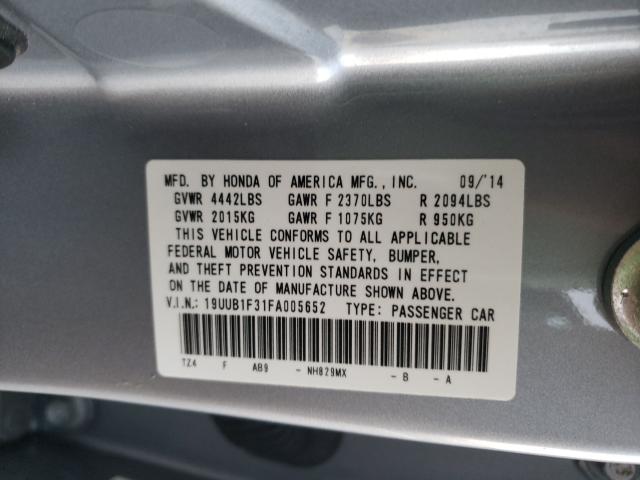 MFD. BY HONDA OF AMERICA MFG., INC. 09/'14
GVWR 4442LBS GAWR F 2370LBS R 2094LBS
GVWR 2015KG GAWR F 1075KG R 950KG
THIS VEHICLE CONFORMS TO ALL APPLICABLE
FEDERAL MOTOR VEHICLE SAFETY, BUMPER,
AND THEFT PREVENTION STANDARDS IN EFFECT
ON THE DATE OF MANUFACTURE SHOWN ABOVE.
V.I.N.: 19UUB1F31FA005652 TYPE: PASSENGER CAR
TZ4 F AB9 - NH829MX - B - A